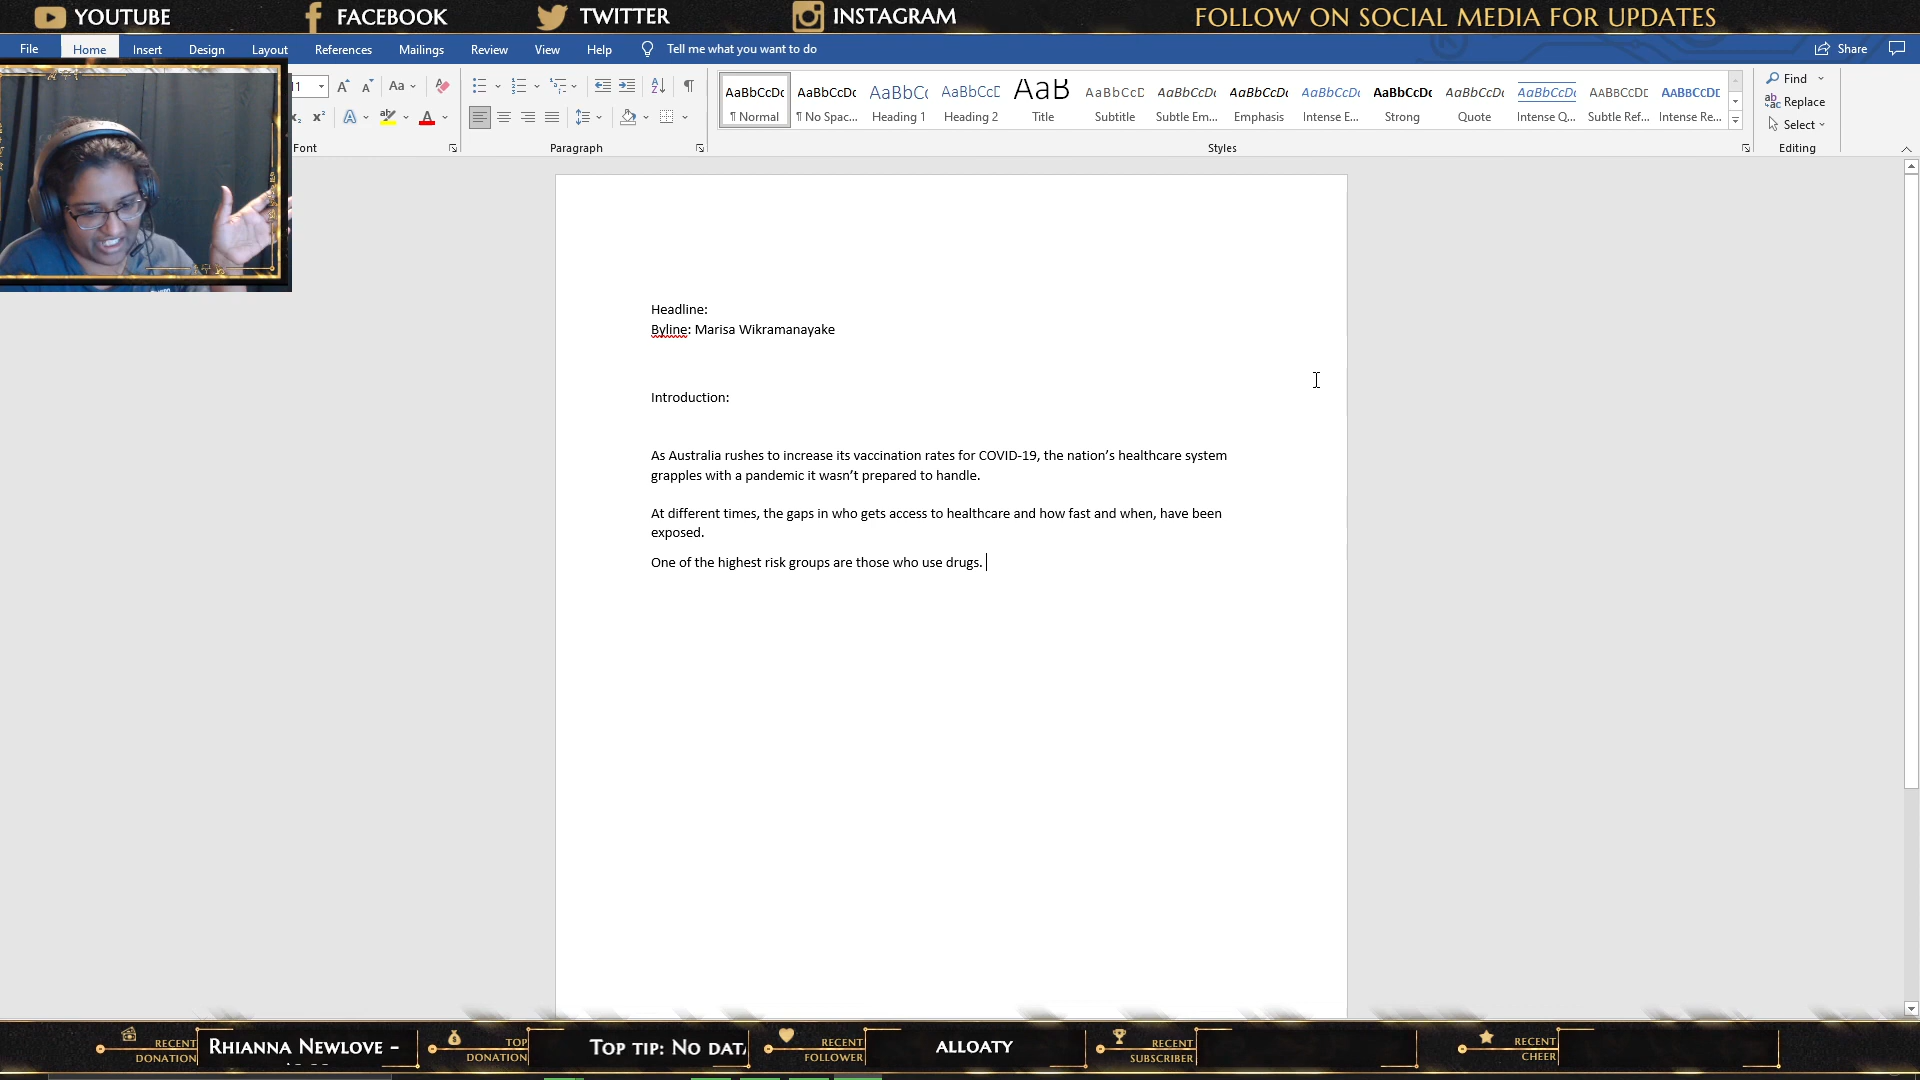 YOUTUBE FACEBOOK TWITTER INSTAGRAM FOLLOW ON SOCIAL MEDIA FOR UPDATES
File Home Insert Design Layout References Mailings Review View Help Tell me what you want to do Share
Aa Find
AaBbCcDc AaBbCcDc AaBbCc AaBbCcD AaB AaBbCcD AaBbCcDc AaBbCcDc AaBbCcDc AaBbCcDc AaBbCcDc AaBbCcDc AaBbCcDc AaBbCcDc Replace
¶ Normal ¶ No Spac... Heading 1 Heading 2 Title Subtitle Subtle Em... Emphasis Intense E... Strong Quote Intense Q... Subtle Ref... Intense Re... Select
Font Paragraph Styles Editing
Headline:
Byline: Marisa Wikramanayake
Introduction:
As Australia rushes to increase its vaccination rates for COVID-19, the nation’s healthcare system
grapples with a pandemic it wasn’t prepared to handle.
At different times, the gaps in who gets access to healthcare and how fast and when, have been
exposed.
One of the highest risk groups are those who use drugs.
RECENT DONATION RHIANNA NEWLOVE - TOP DONATION TOP TIP: NO DATA RECENT FOLLOWER ALLOATY RECENT SUBSCRIBER RECENT CHEER